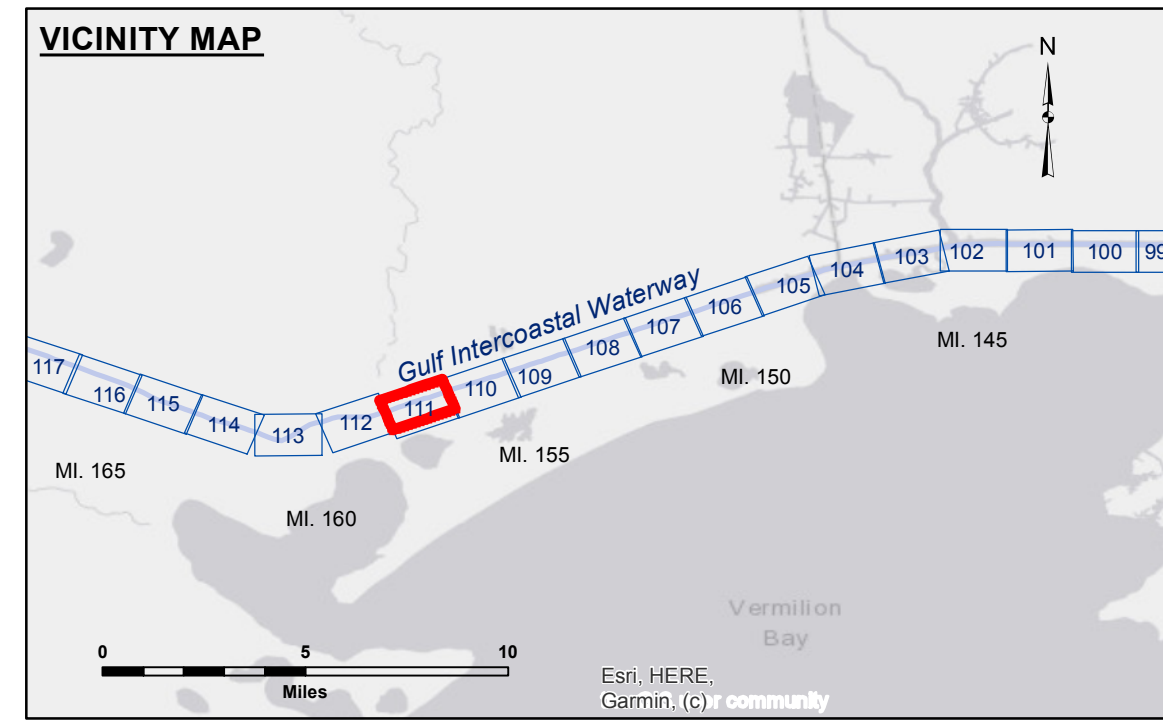 VICINITY MAP
N
99
100
101
102
103
104
105
106
107
108
109
110
111
112
113
114
115
116
117
Gulf Intercoastal Waterway
MI. 145
MI. 150
MI. 155
MI. 160
MI. 165
Vermilion
Bay
0 5 10
Miles
Esri, HERE,
Garmin, (c) r community